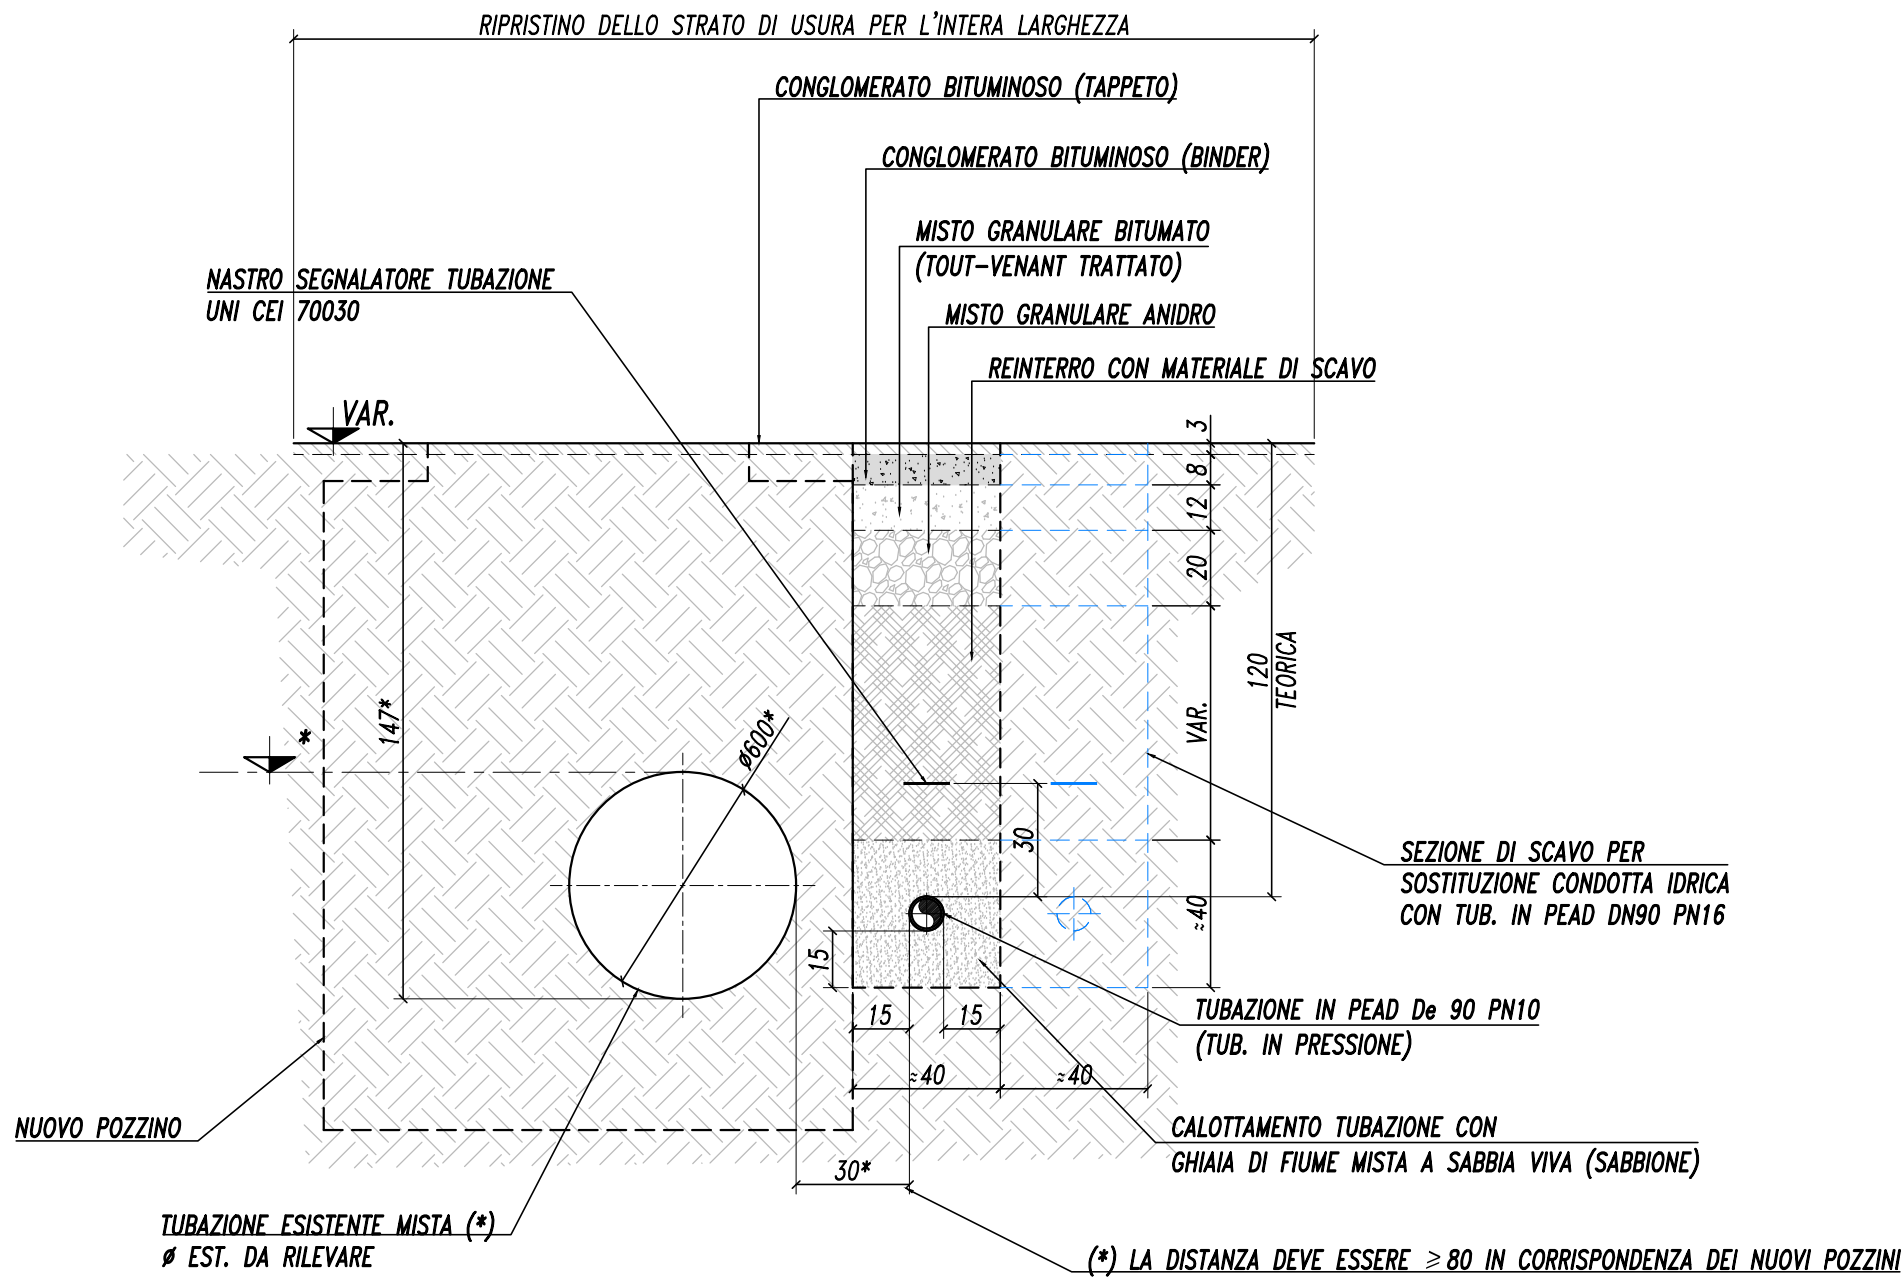 RIPRISTINO DELLO STRATO DI USURA PER L'INTERA LARGHEZZA
CONGLOMERATO BITUMINOSO (TAPPETO)
CONGLOMERATO BITUMINOSO (BINDER)
MISTO GRANULARE BITUMATO
(TOUT-VENANT TRATTATO)
NASTRO SEGNALATORE TUBAZIONE
UNI CEI 70030
MISTO GRANULARE ANIDRO
REINTERRO CON MATERIALE DI SCAVO
VAR.
3
8
12
20
120
TEORICA
VAR.
147*
*
ø600*
30
≈40
15
SEZIONE DI SCAVO PER
SOSTITUZIONE CONDOTTA IDRICA
CON TUB. IN PEAD DN90 PN16
15
15
TUBAZIONE IN PEAD De 90 PN10
(TUB. IN PRESSIONE)
≈40
≈40
NUOVO POZZINO
CALOTTAMENTO TUBAZIONE CON
GHIAIA DI FIUME MISTA A SABBIA VIVA (SABBIONE)
30*
TUBAZIONE ESISTENTE MISTA (*)
ø EST. DA RILEVARE
(*) LA DISTANZA DEVE ESSERE ≥80 IN CORRISPONDENZA DEI NUOVI POZZINI